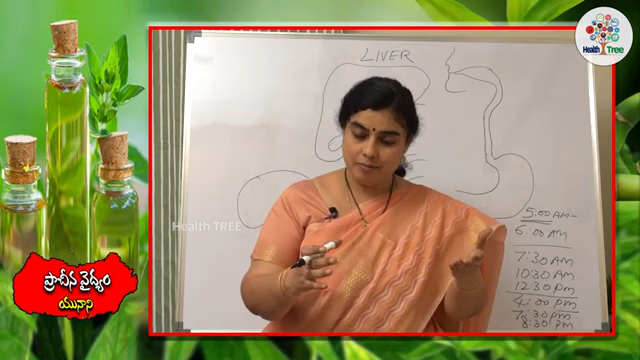 Health Tree
LIVER
Health TREE
5.00 AM-
6.00 AM
7:30 AM
10:30 AM
12:30 PM
4:00 PM
7:30 PM
8:30 PM
ప్రాచీన వైద్యం
యునాని